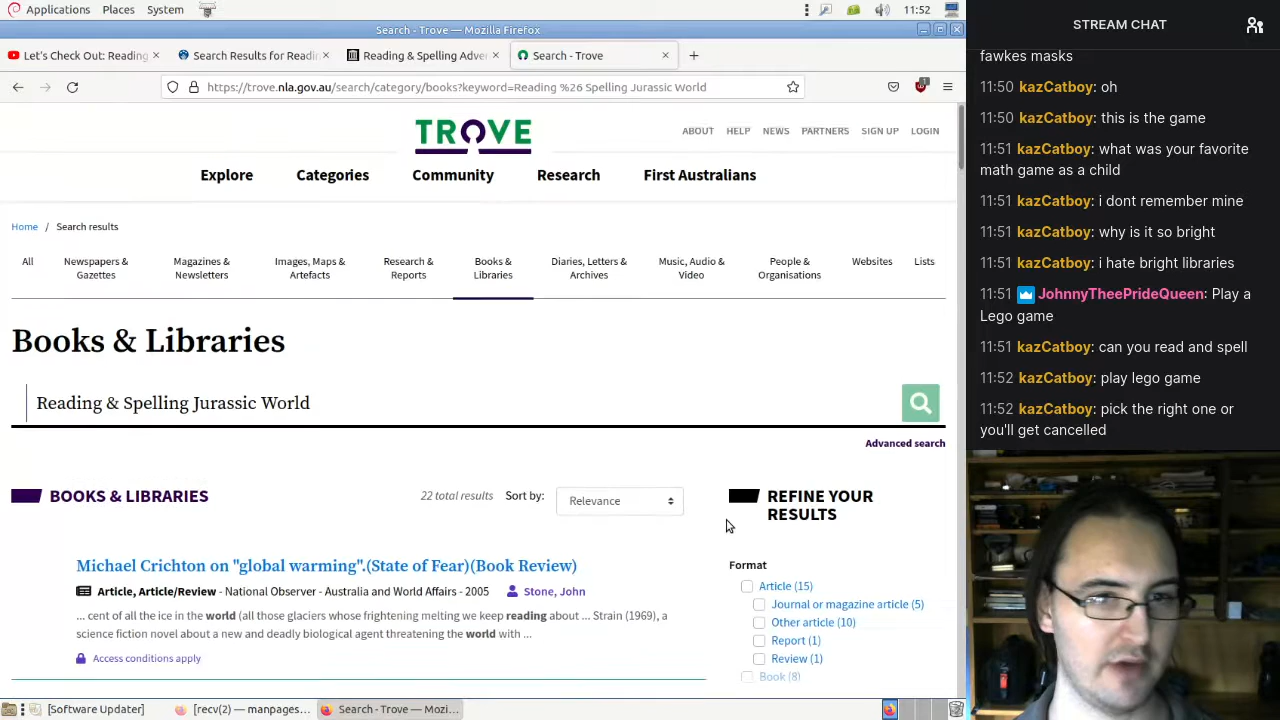 Applications Places System 11:52
Search - Trove — Mozilla Firefox
Let's Check Out: Reading
Search Results for Readin
Reading & Spelling Adve
Search - Trove
https://trove.nla.gov.au/search/category/books?keyword=Reading %26 Spelling Jurassic World
TROVE
ABOUT HELP NEWS PARTNERS SIGN UP LOGIN
Explore Categories Community Research First Australians
Home / Search results
All
Newspapers &
Gazettes
Magazines &
Newsletters
Images, Maps &
Artefacts
Research &
Reports
Books &
Libraries
Diaries, Letters &
Archives
Music, Audio &
Video
People &
Organisations
Websites
Lists
Books & Libraries
Reading & Spelling Jurassic World
Advanced search
BOOKS & LIBRARIES
22 total results Sort by: Relevance
Michael Crichton on "global warming".(State of Fear)(Book Review)
Article, Article/Review - National Observer - Australia and World Affairs - 2005 Stone, John
... cent of all the ice in the world (all those glaciers whose frightening melting we keep reading about ... Strain (1969), a
science fiction novel about a new and deadly biological agent threatening the world with ...
Access conditions apply
REFINE YOUR
RESULTS
Format
Article (15)
Journal or magazine article (5)
Other article (10)
Report (1)
Review (1)
Book (8)
[Software Updater]
[recv(2) — manpages...
Search - Trove — Mozi...
STREAM CHAT
fawkes masks
11:50 kazCatboy: oh
11:50 kazCatboy: this is the game
11:51 kazCatboy: what was your favorite
math game as a child
11:51 kazCatboy: i dont remember mine
11:51 kazCatboy: why is it so bright
11:51 kazCatboy: i hate bright libraries
11:51 JohnnyTheePrideQueen: Play a
Lego game
11:51 kazCatboy: can you read and spell
11:52 kazCatboy: play lego game
11:52 kazCatboy: pick the right one or
you'll get cancelled